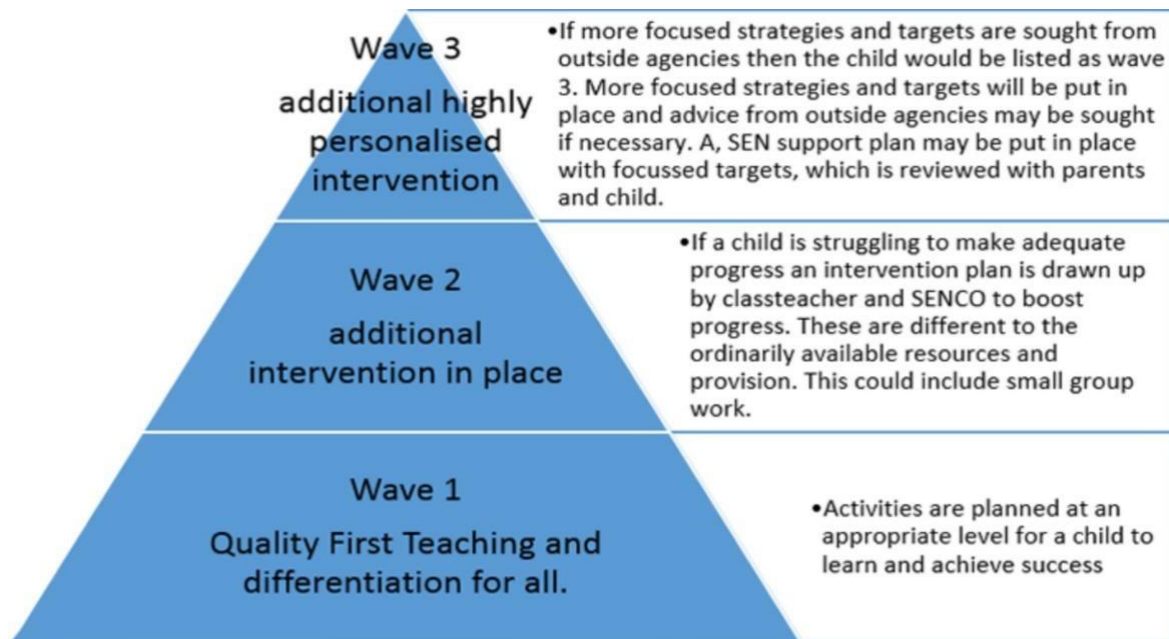 Wave 3
additional highly
personalised
intervention
•If more focused strategies and targets are sought from
outside agencies then the child would be listed as wave
3. More focused strategies and targets will be put in
place and advice from outside agencies may be sought
if necessary. A, SEN support plan may be put in place
with focussed targets, which is reviewed with parents
and child.
Wave 2
additional
intervention in place
•If a child is struggling to make adequate
progress an intervention plan is drawn up
by classteacher and SENCO to boost
progress. These are different to the
ordinarily available resources and
provision. This could include small group
work.
Wave 1
Quality First Teaching and
differentiation for all.
•Activities are planned at an
appropriate level for a child to
learn and achieve success